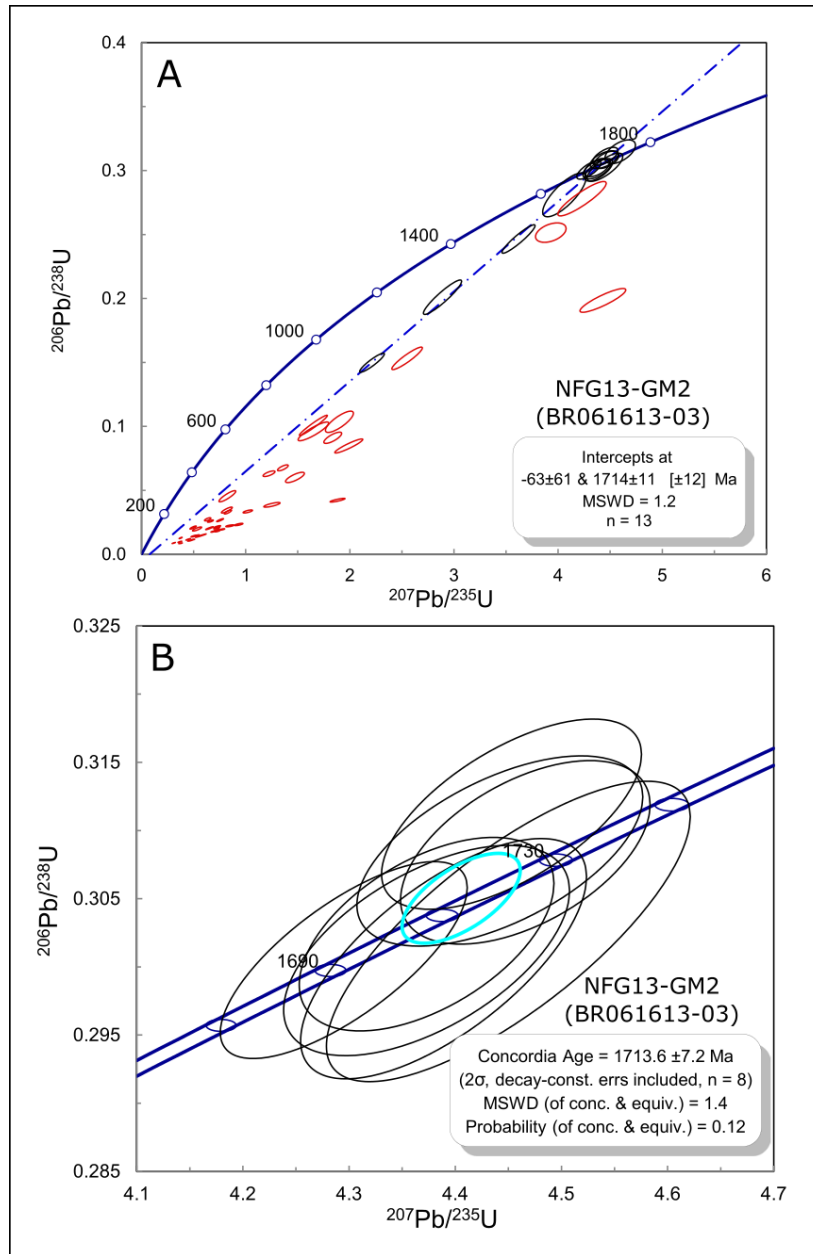 A
0.4
0.3
0.2
0.1
0.0
²⁰⁶Pb/²³⁸U
1800
1400
1000
600
200
NFG13-GM2
(BR061613-03)
Intercepts at
-63±61 & 1714±11 [±12] Ma
MSWD = 1.2
n = 13
0 1 2 3 4 5 6
²⁰⁷Pb/²³⁵U
B
0.325
0.315
0.305
0.295
0.285
²⁰⁶Pb/²³⁸U
1730
1690
NFG13-GM2
(BR061613-03)
Concordia Age = 1713.6 ±7.2 Ma
(2σ, decay-const. errs included, n = 8)
MSWD (of conc. & equiv.) = 1.4
Probability (of conc. & equiv.) = 0.12
4.1 4.2 4.3 4.4 4.5 4.6 4.7
²⁰⁷Pb/²³⁵U